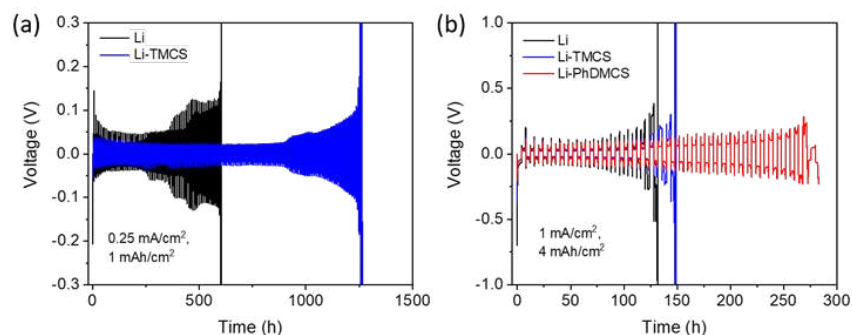 (a)
0.3
0.2
0.1
0.0
-0.1
-0.2
-0.3
Voltage (V)
Li
Li-TMCS
0.25 mA/cm²,
1 mAh/cm²
0
500
1000
1500
Time (h)
(b)
1.0
0.5
0.0
-0.5
-1.0
Voltage (V)
Li
Li-TMCS
Li-PhDMCS
1 mA/cm²,
4 mAh/cm²
0
50
100
150
200
250
300
Time (h)